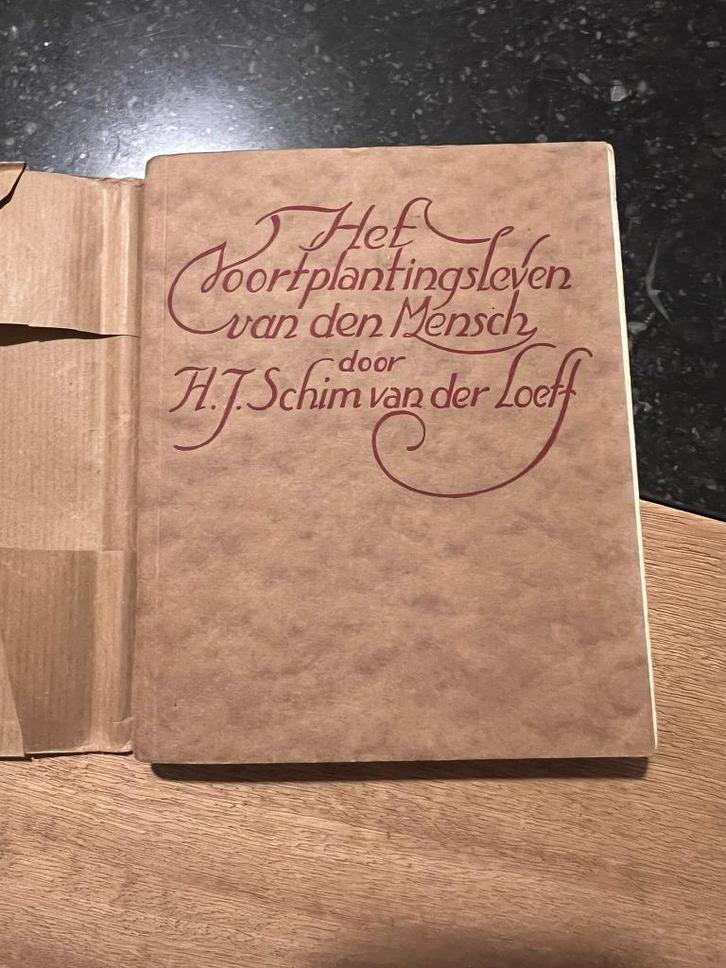 Het
Voortplantingsleven
van den Mensch
door
H.J. Schim van der Loeff